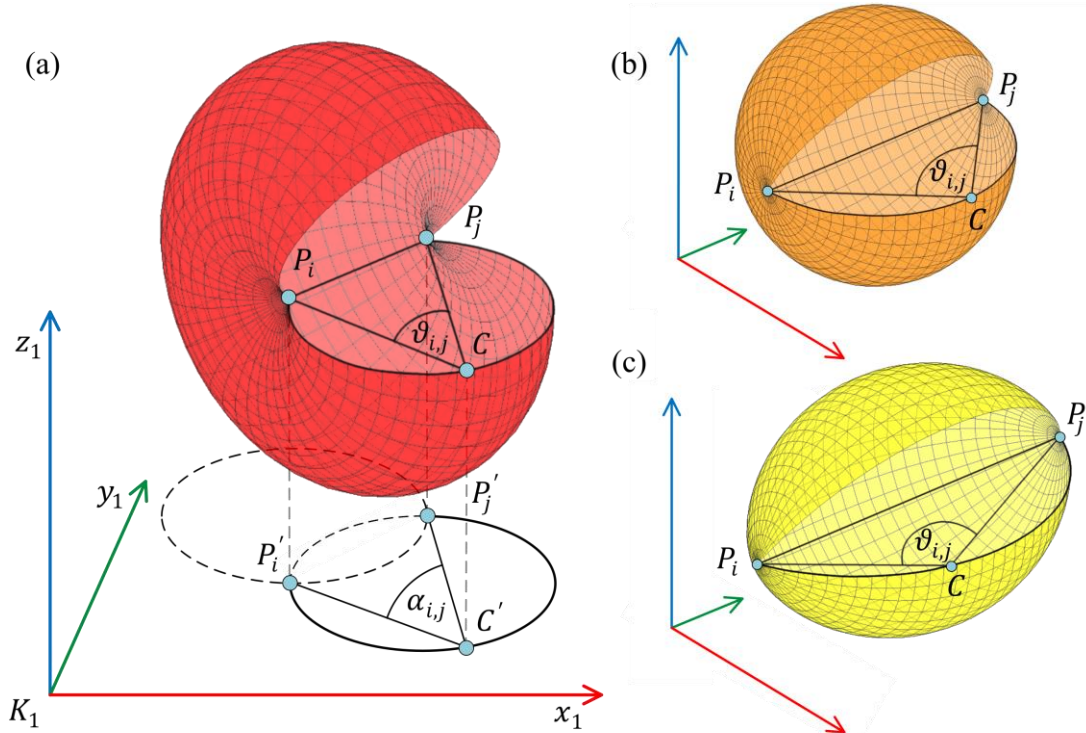 (a)
P_i
P_j
ϑ_{i,j}
C
z_1
y_1
P_i'
P_j'
α_{i,j}
C'
K_1
x_1
(b)
P_i
P_j
ϑ_{i,j}
C
(c)
P_i
P_j
ϑ_{i,j}
C